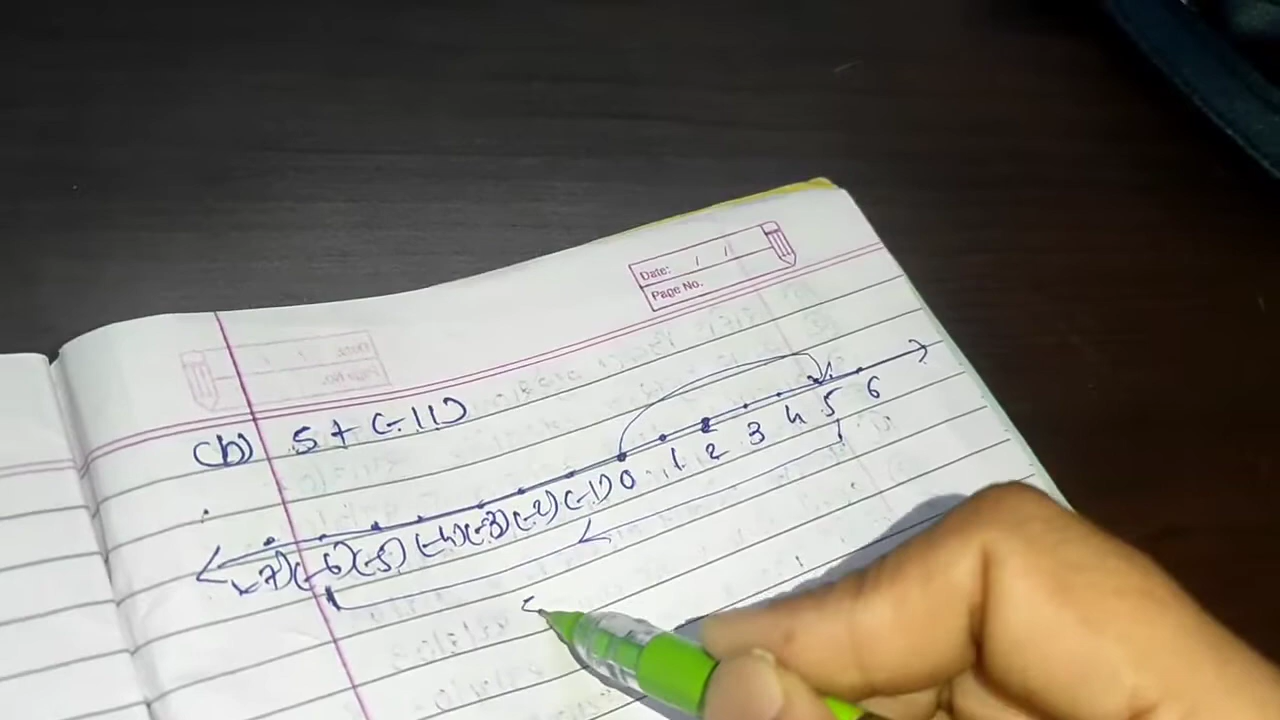 Date: / /
Page No.
(b) 5 + (-11)
(-7) (-6) (-5) (-4) (-3) (-2) (-1) 0 1 2 3 4 5 6